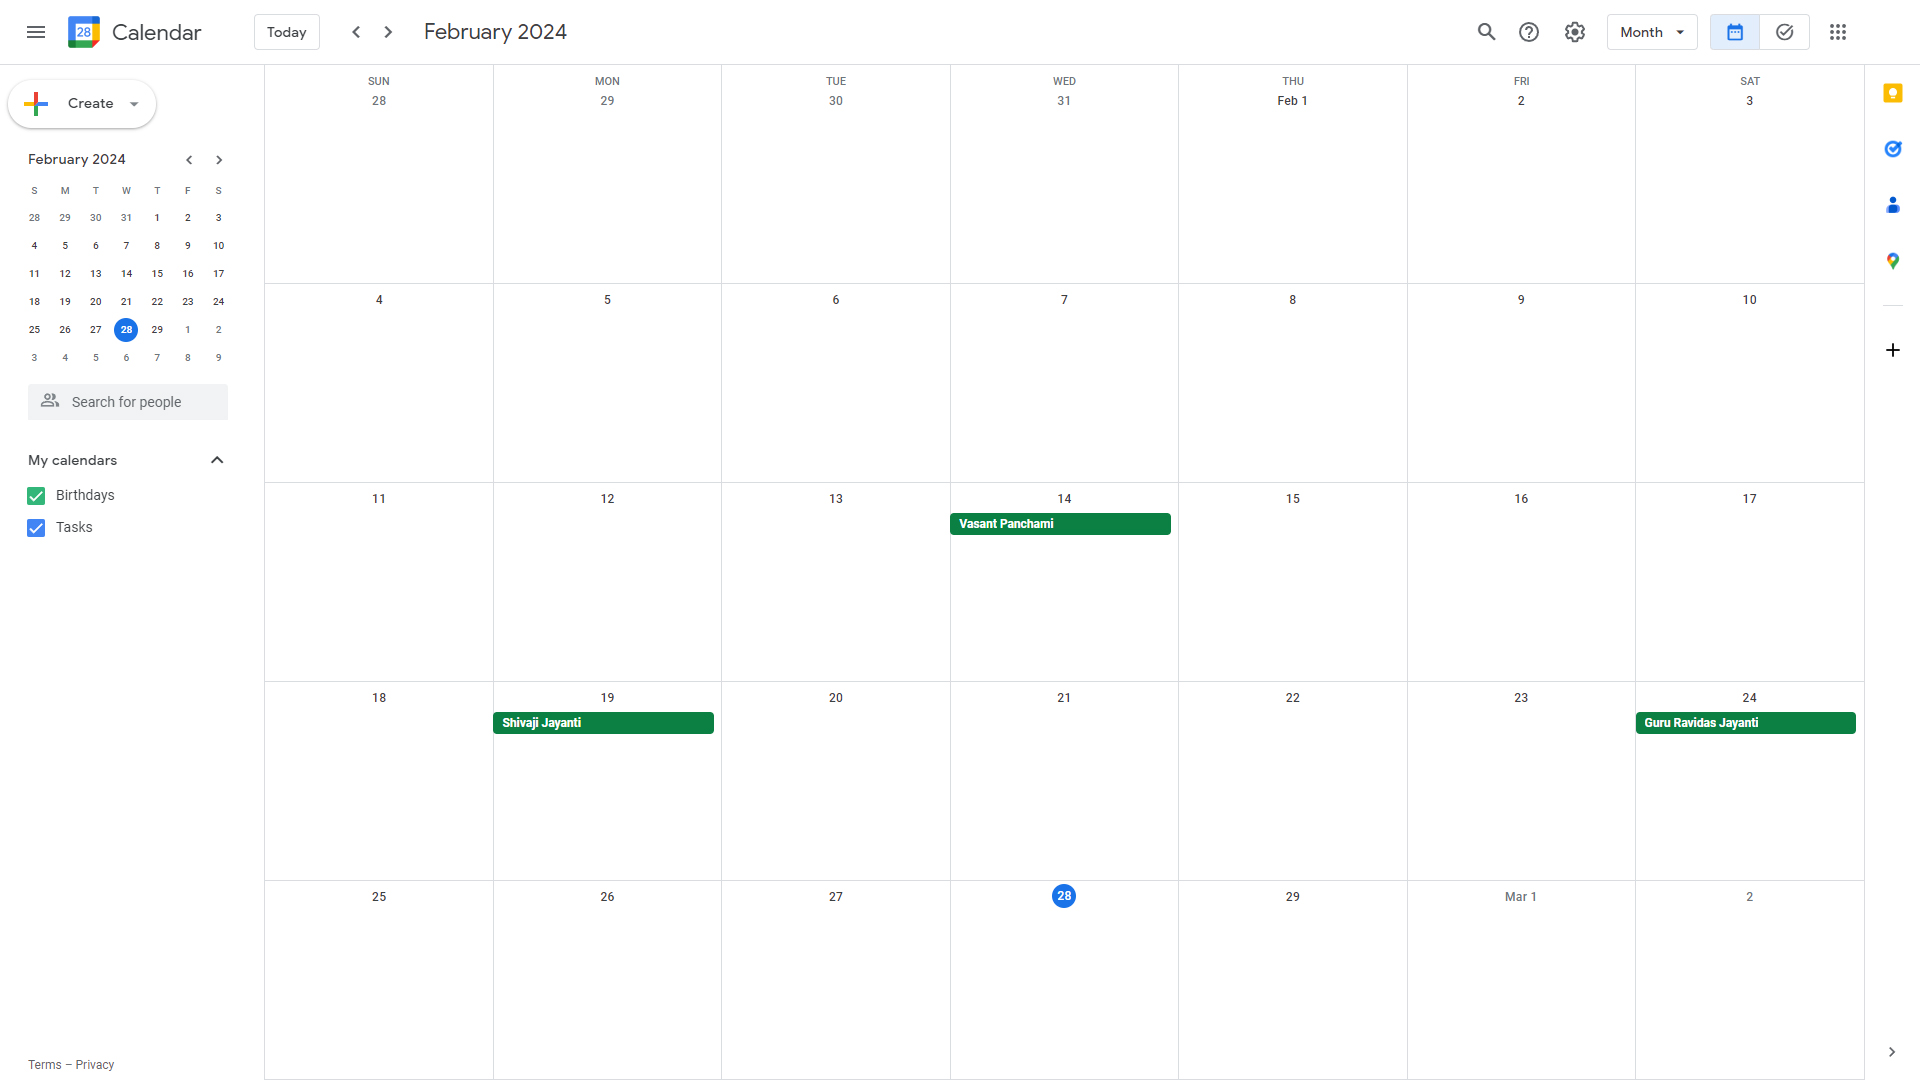 28
Calendar
Today
February 2024
Month
Create
February 2024
S M T W T F S
28 29 30 31 1 2 3
4 5 6 7 8 9 10
11 12 13 14 15 16 17
18 19 20 21 22 23 24
25 26 27 28 29 1 2
3 4 5 6 7 8 9
Search for people
My calendars
Birthdays
Tasks
Terms – Privacy
SUN MON TUE WED THU FRI SAT
28 29 30 31 Feb 1 2 3
4 5 6 7 8 9 10
11 12 13 14 15 16 17
Vasant Panchami
18 19 20 21 22 23 24
Shivaji Jayanti Guru Ravidas Jayanti
25 26 27 28 29 Mar 1 2